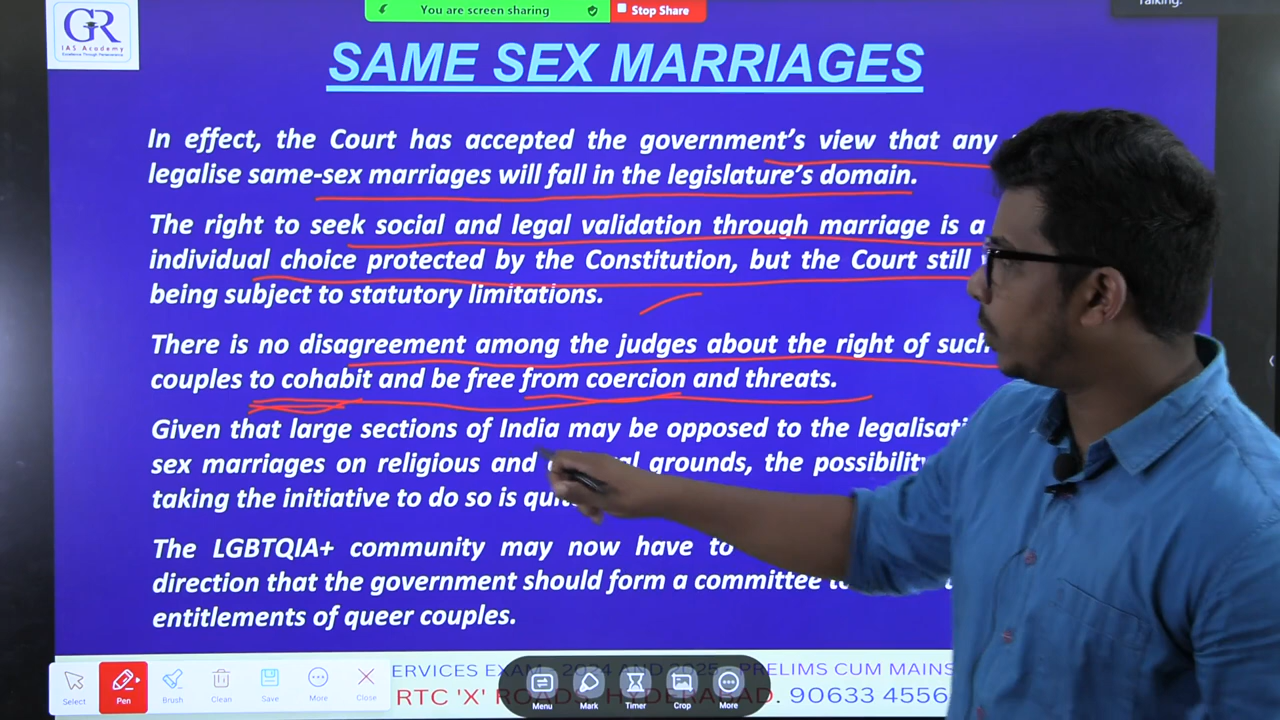 You are screen sharing
Stop Share
Talking:
GR
IAS Academy
SAME SEX MARRIAGES
In effect, the Court has accepted the government's view that any
legalise same-sex marriages will fall in the legislature's domain.
The right to seek social and legal validation through marriage is a
individual choice protected by the Constitution, but the Court still
being subject to statutory limitations.
There is no disagreement among the judges about the right of such
couples to cohabit and be free from coercion and threats.
Given that large sections of India may be opposed to the
sex marriages on religious and grounds, the
taking the initiative to do so is
The LGBTQIA+ community may now have to
direction that the government should form a committee
entitlements of queer couples.
Select
Pen
Brush
Clean
Save
More
Close
EXAM 2024 AND 2025 PRELIMS CUM MAINS
RTC 'X' HYDERABAD. 90633 4556
Menu
Mark
Timer
Crop
More